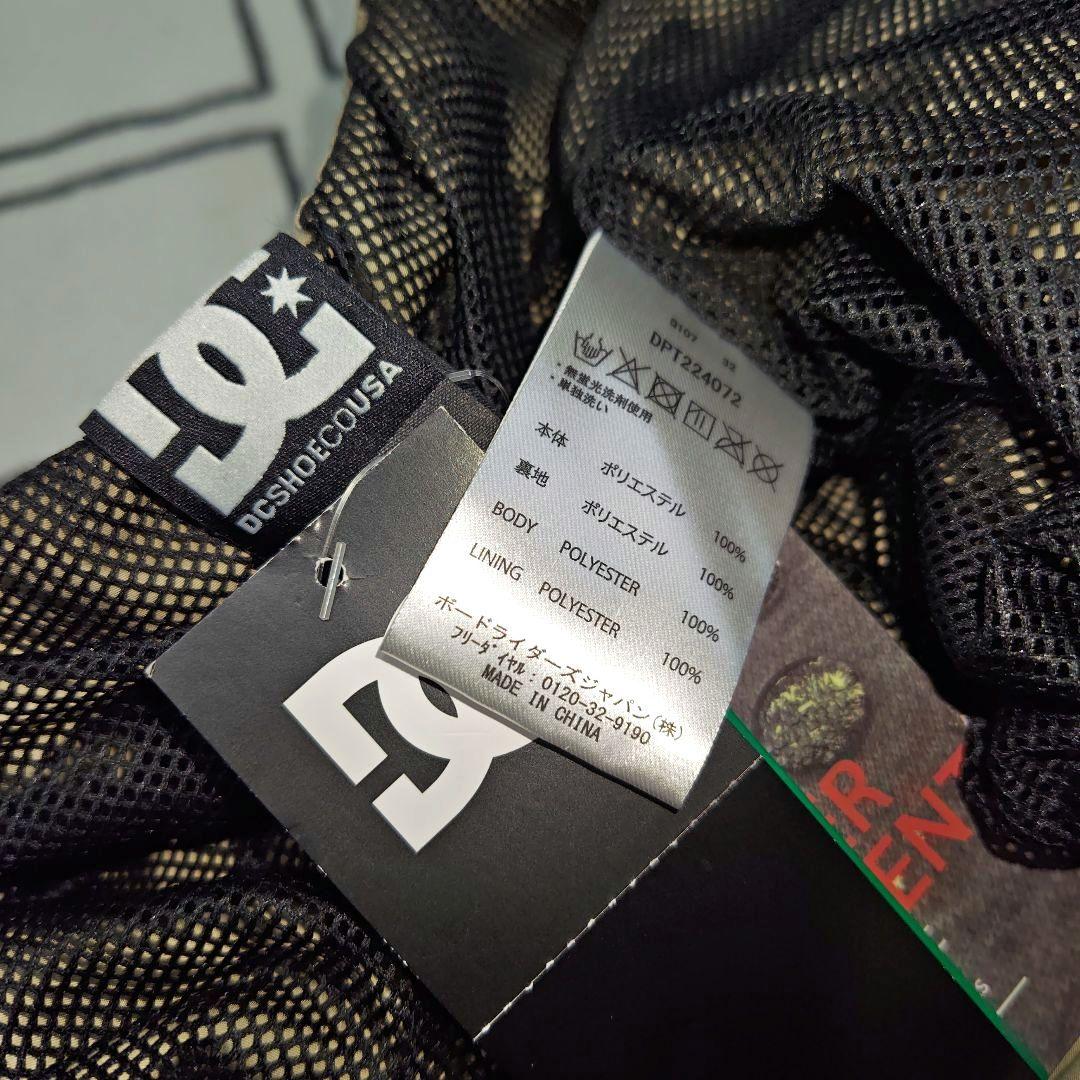 DCSHOECOUSA
0107 32
DPT224072
・無蛍光洗剤使用
・単独洗い
本体 ポリエステル 100%
裏地 ポリエステル 100%
BODY POLYESTER 100%
LINING POLYESTER 100%
ボードライダーズジャパン(株)
フリーダイヤル:0120-32-9190
MADE IN CHINA
ER
ENT
S